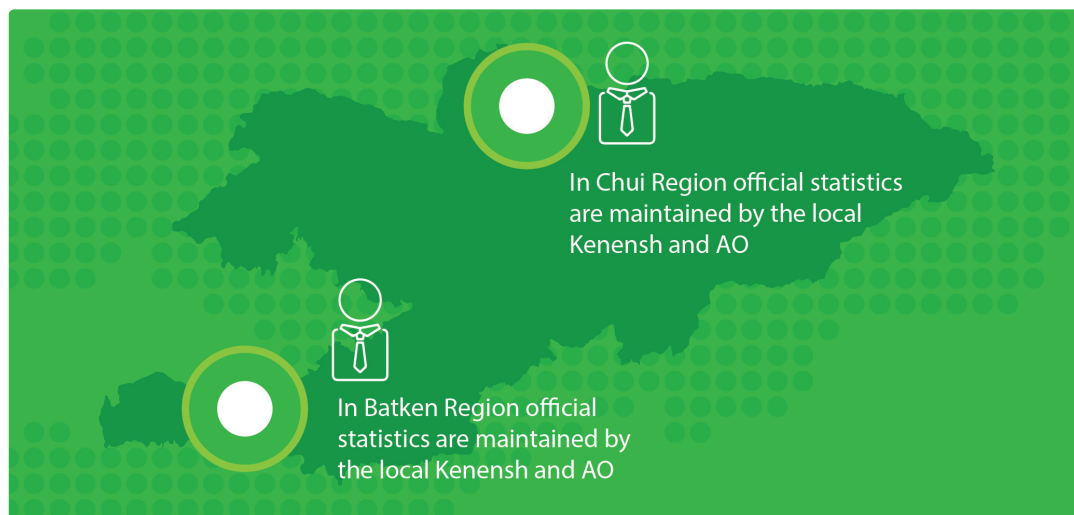 In Chui Region official statistics
are maintained by the local
Kenensh and AO
In Batken Region official
statistics are maintained by
the local Kenensh and AO